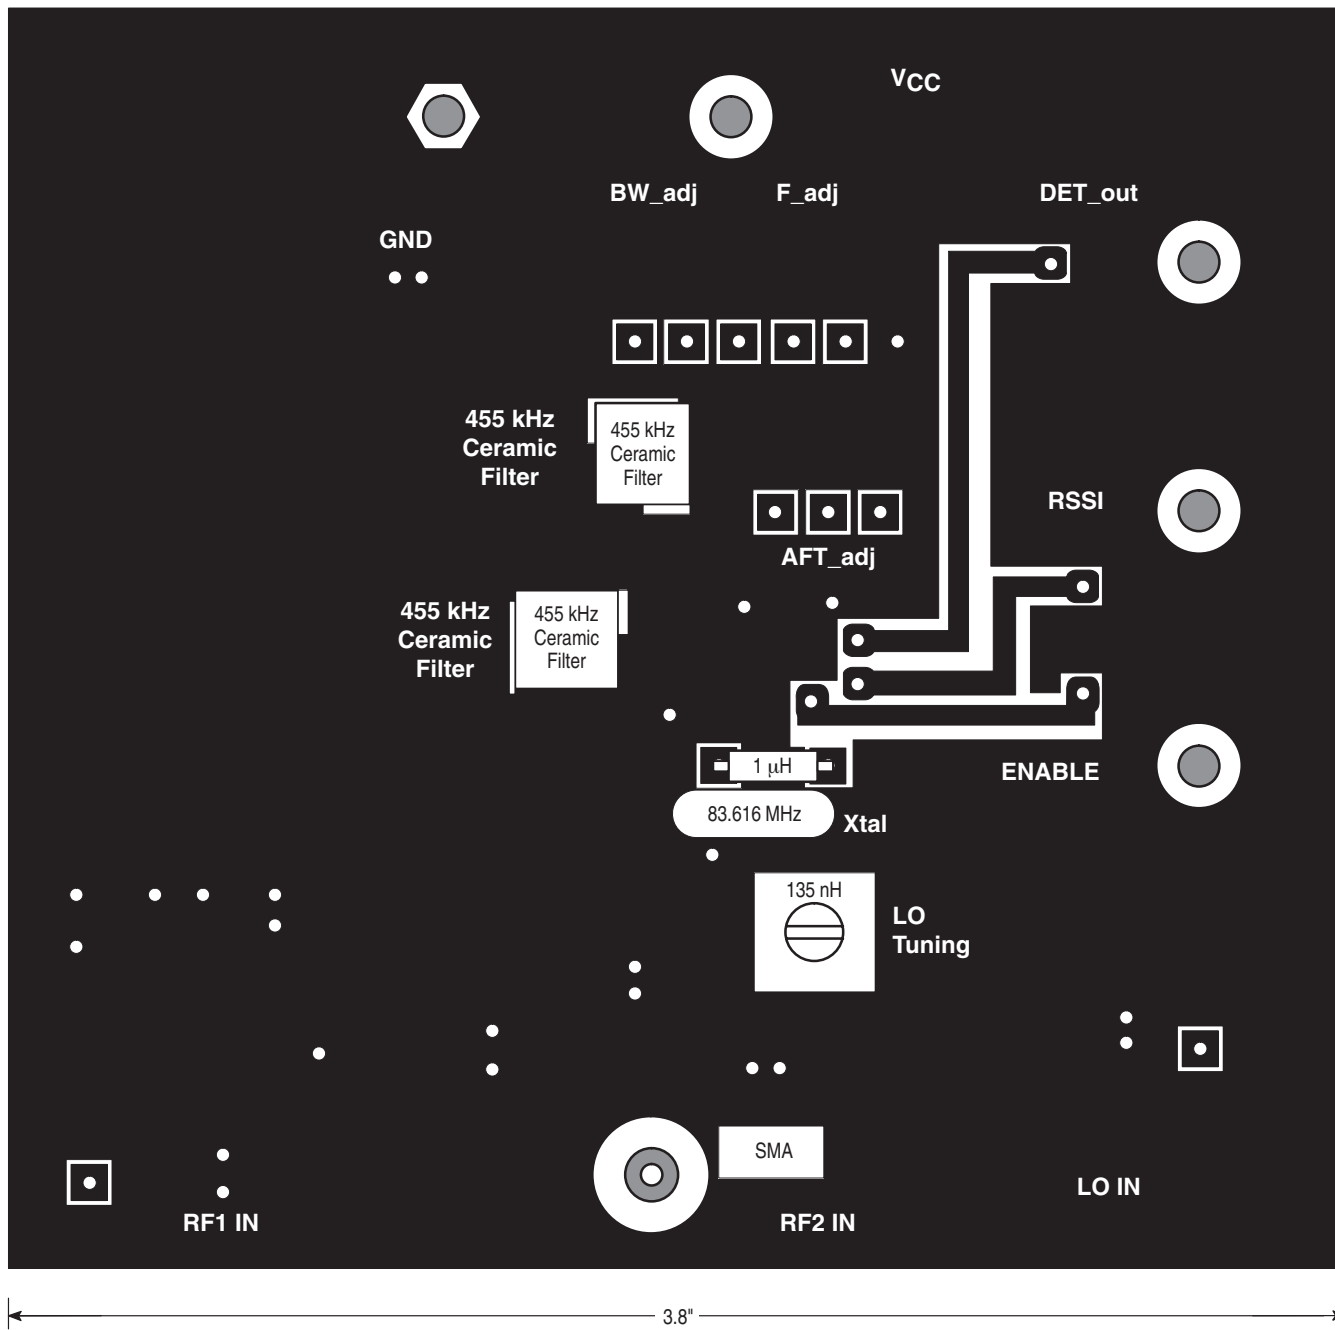 VCC
BW_adj
F_adj
DET_out
GND
455 kHz
Ceramic
Filter
455 kHz
Ceramic
Filter
RSSI
AFT_adj
455 kHz
Ceramic
Filter
455 kHz
Ceramic
Filter
1 µH
ENABLE
83.616 MHz
Xtal
135 nH
LO
Tuning
SMA
LO IN
RF1 IN
RF2 IN
3.8"